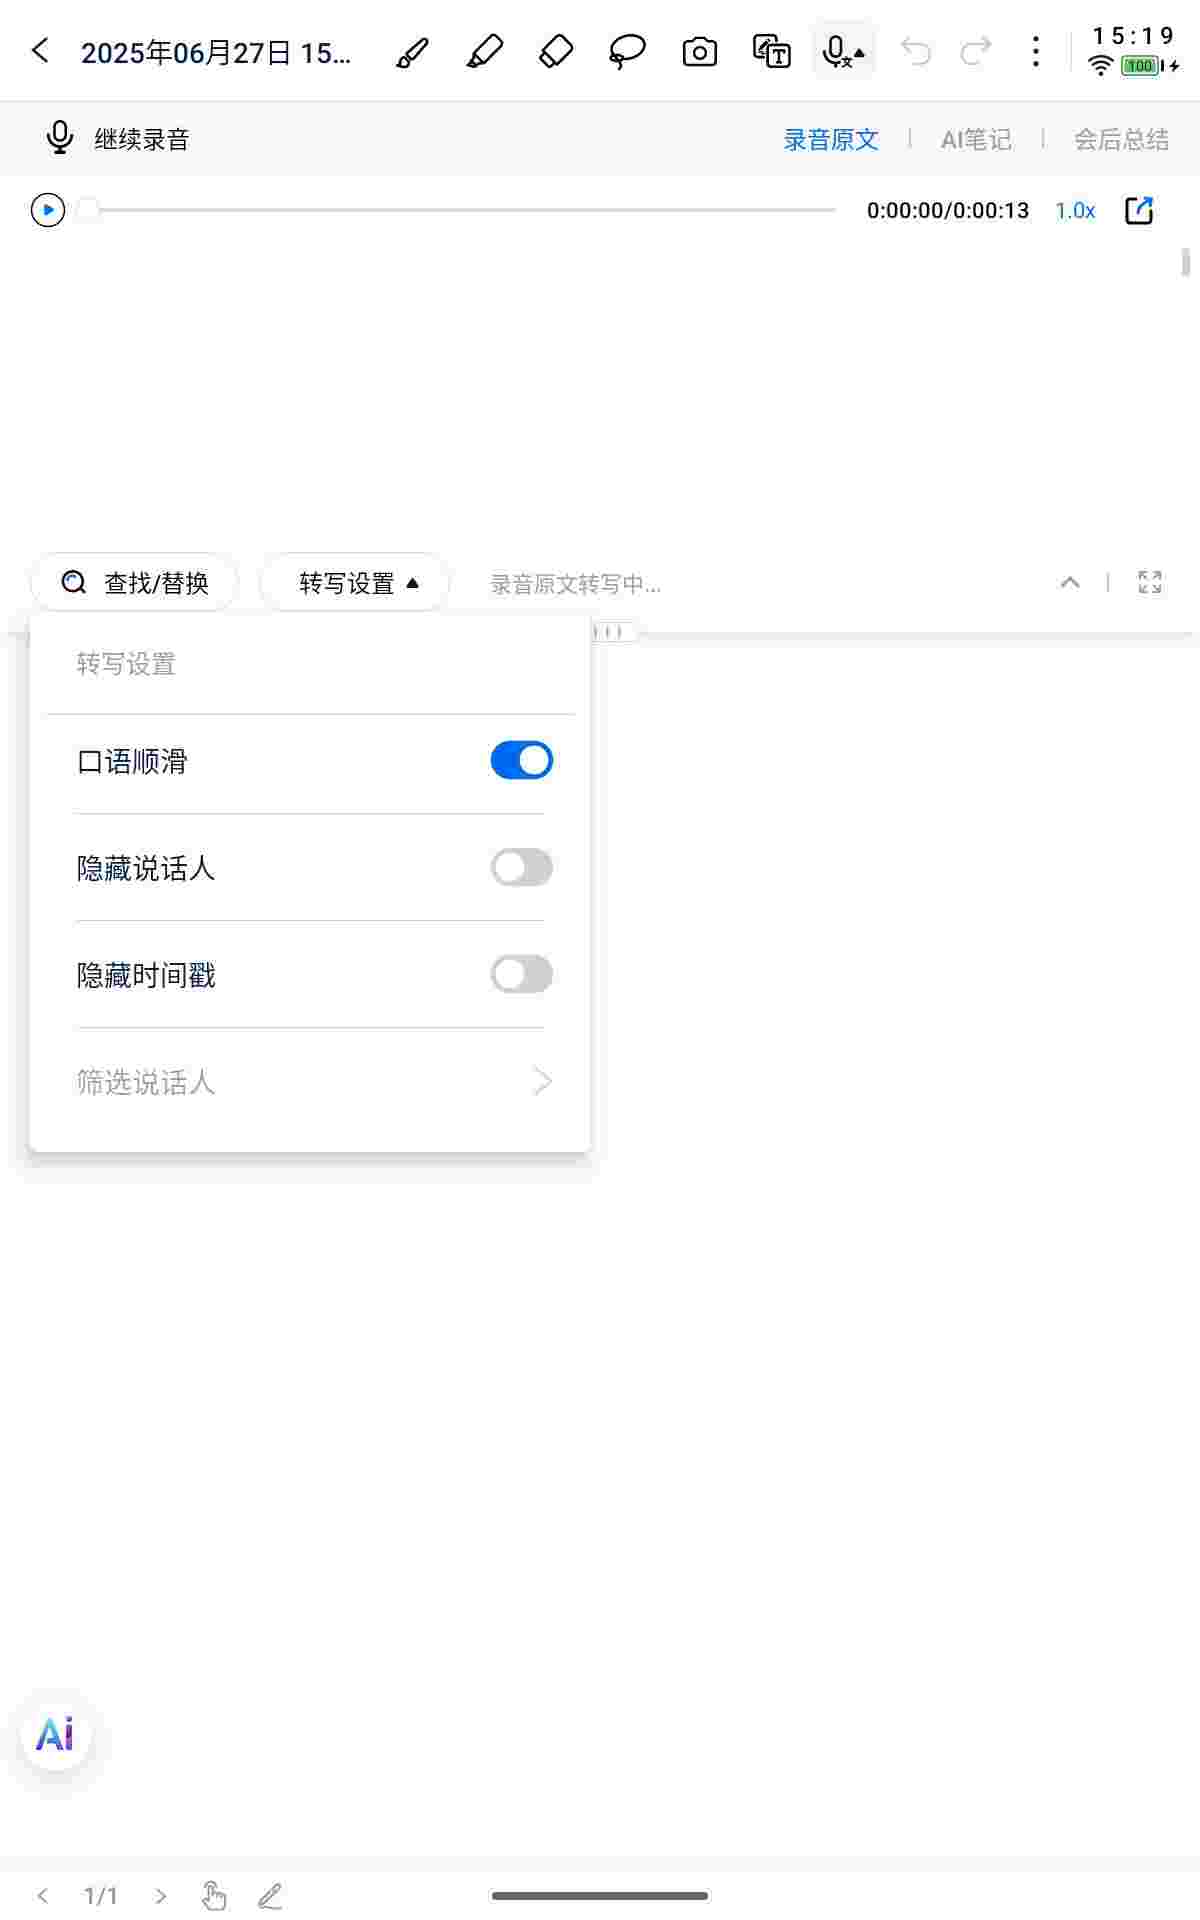 2025年06月27日 15...
15:19
100
继续录音
录音原文
AI笔记
会后总结
0:00:00/0:00:13
1.0x
查找/替换
转写设置
录音原文转写中...
转写设置
口语顺滑
隐藏说话人
隐藏时间戳
筛选说话人
Ai
1/1